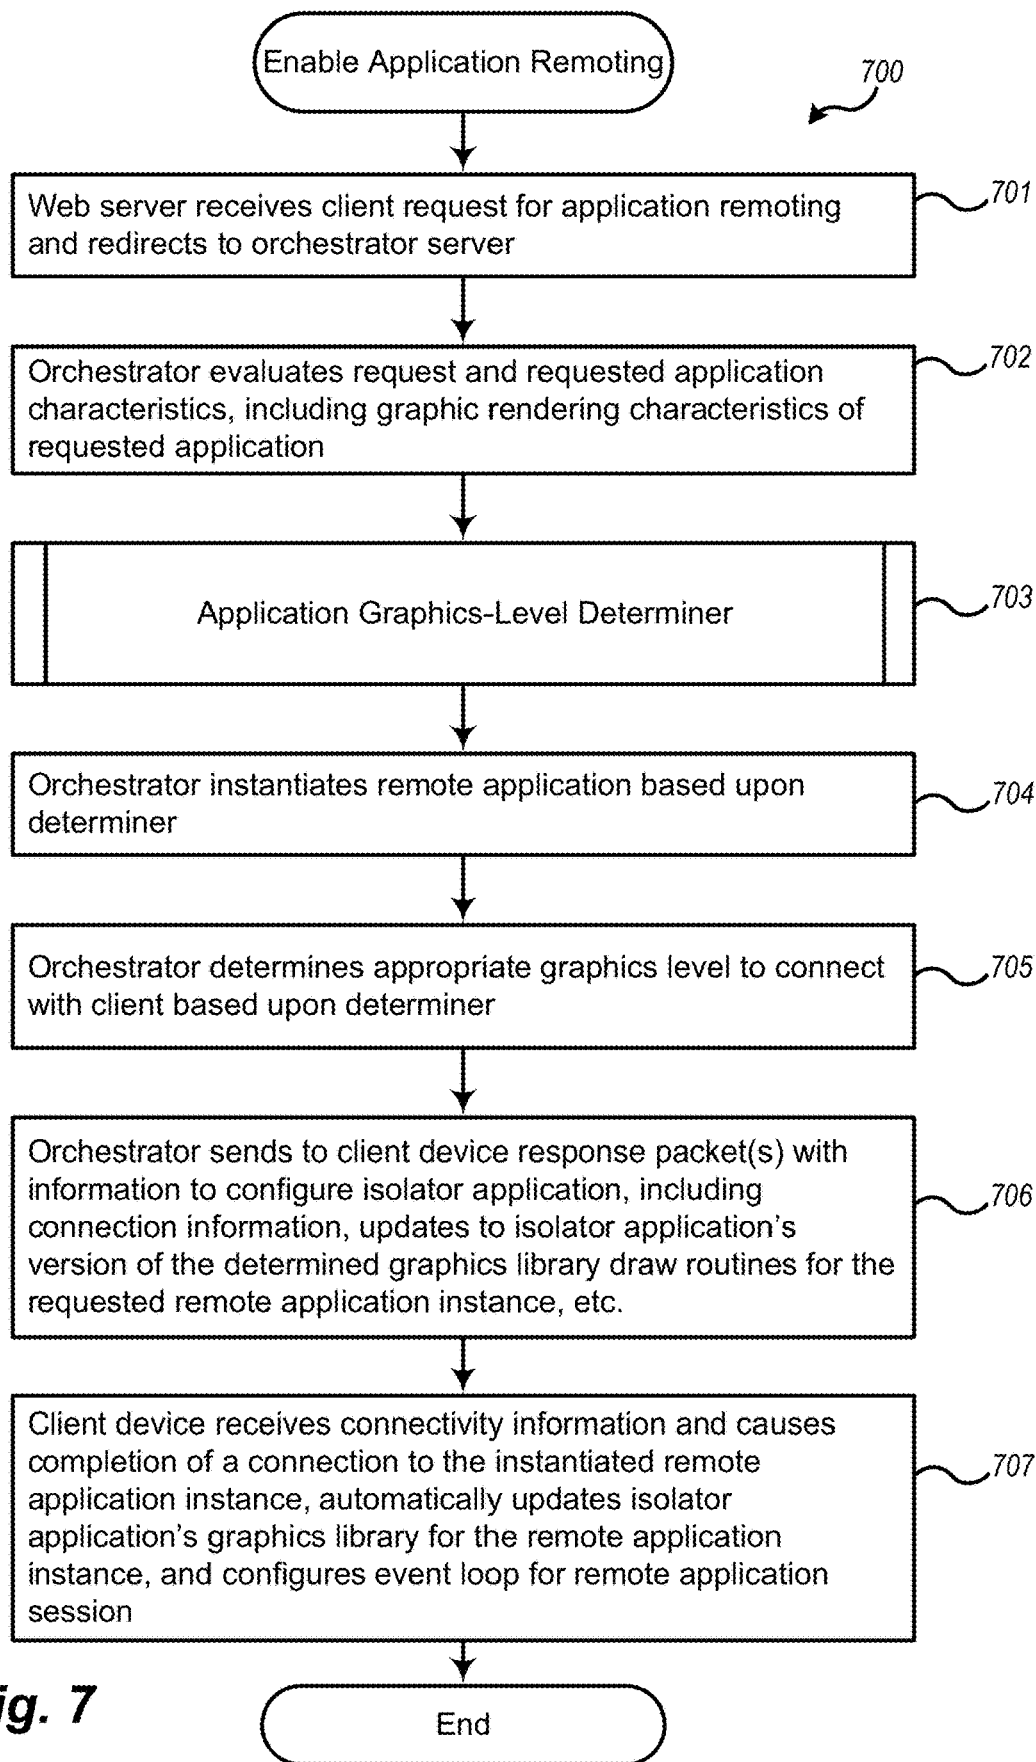 Enable Application Remoting
700
Web server receives client request for application remoting
and redirects to orchestrator server
701
Orchestrator evaluates request and requested application
characteristics, including graphic rendering characteristics of
requested application
702
Application Graphics-Level Determiner
703
Orchestrator instantiates remote application based upon
determiner
704
Orchestrator determines appropriate graphics level to connect
with client based upon determiner
705
Orchestrator sends to client device response packet(s) with
information to configure isolator application, including
connection information, updates to isolator application's
version of the determined graphics library draw routines for the
requested remote application instance, etc.
706
Client device receives connectivity information and causes
completion of a connection to the instantiated remote
application instance, automatically updates isolator
application's graphics library for the remote application
instance, and configures event loop for remote application
session
707
ig. 7
End